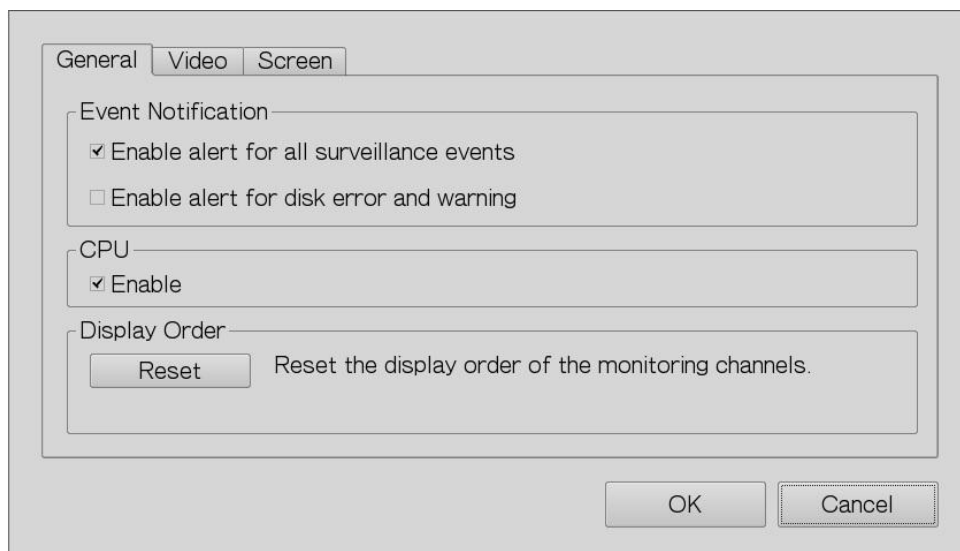 General Video Screen
Event Notification
Enable alert for all surveillance events
Enable alert for disk error and warning
CPU
Enable
Display Order
Reset Reset the display order of the monitoring channels.
OK Cancel